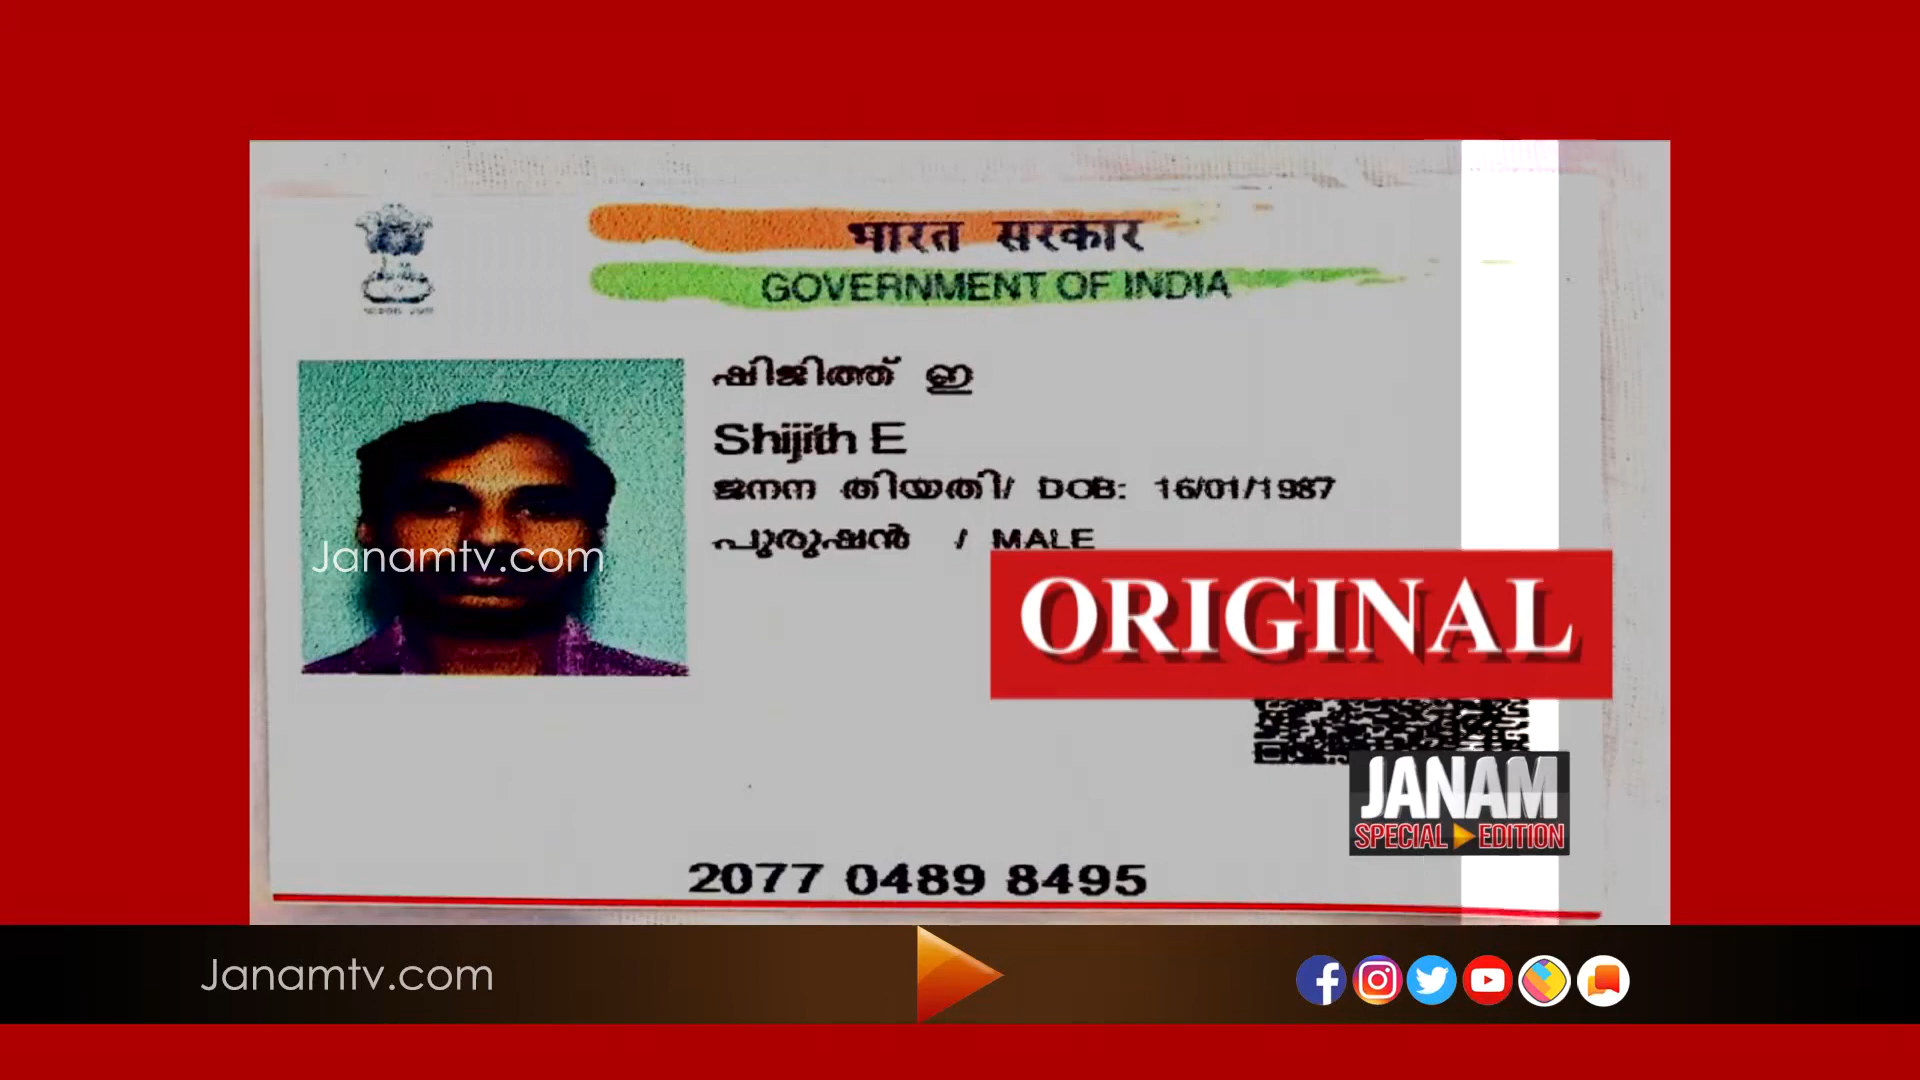 भारत सरकार
GOVERNMENT OF INDIA
ഷിജിത്ത് ഇ
Shijith E
ജനന തിയതി/ DOB: 16/01/1987
പുരുഷൻ / MALE
Janamtv.com
ORIGINAL
JANAM
SPECIAL EDITION
2077 0489 8495
Janamtv.com